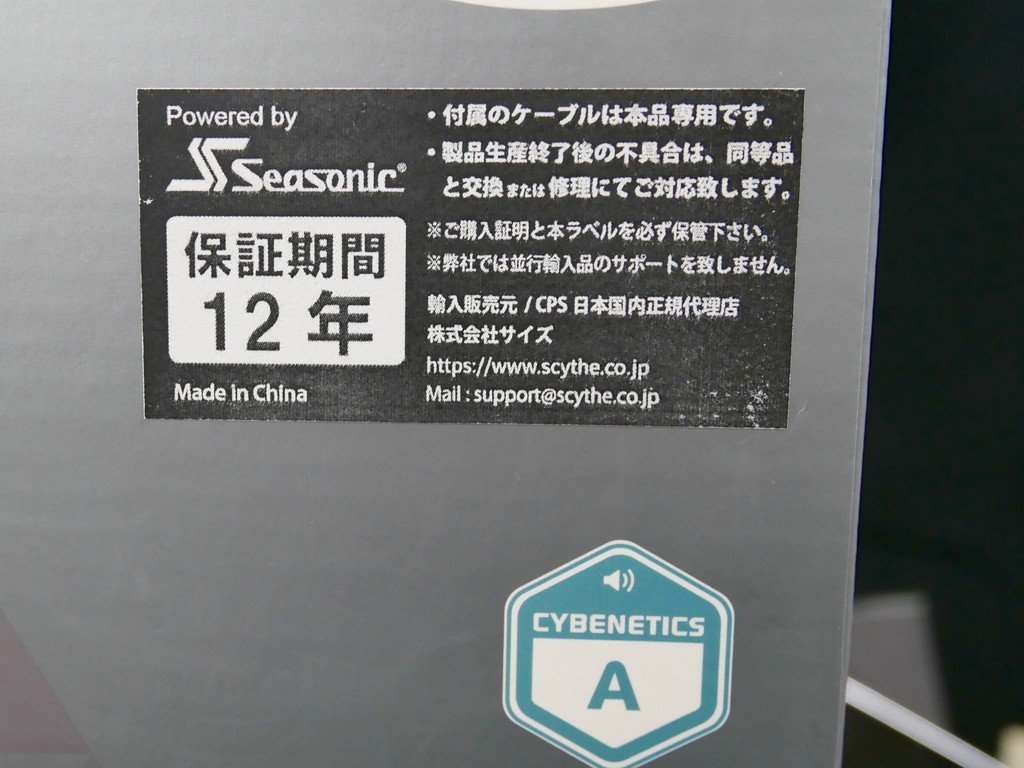 Powered by
Seasonic®
保証期間
12 年
Made in China
・付属のケーブルは本品専用です。
・製品生産終了後の不具合は、同等品
と交換または修理にてご対応致します。
※ご購入証明と本ラベルを必ず保管下さい。
※弊社では並行輸入品のサポートを致しません。
輸入販売元 / CPS 日本国内正規代理店
株式会社サイズ
https://www.scythe.co.jp
Mail : support@scythe.co.jp
CYBENETICS
A